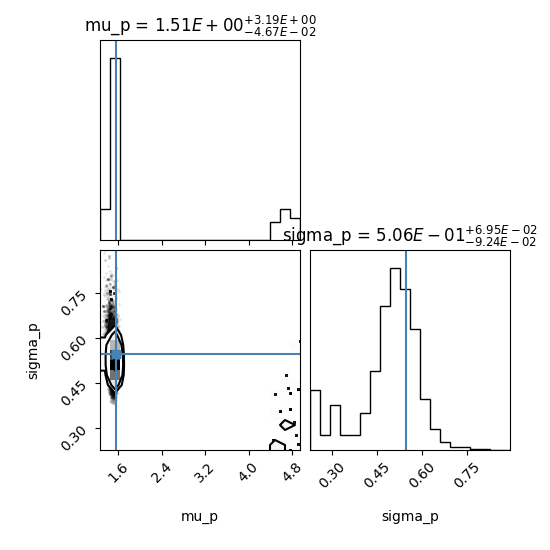 mu_p = 1.51E + 00 +3.19E+00 −4.67E−02
sigma_p = 5.06E − 01 +6.95E−02 −9.24E−02
0.75
0.60
0.45
0.30
sigma_p
1.6 2.4 3.2 4.0 4.8
mu_p
0.30 0.45 0.60 0.75
sigma_p